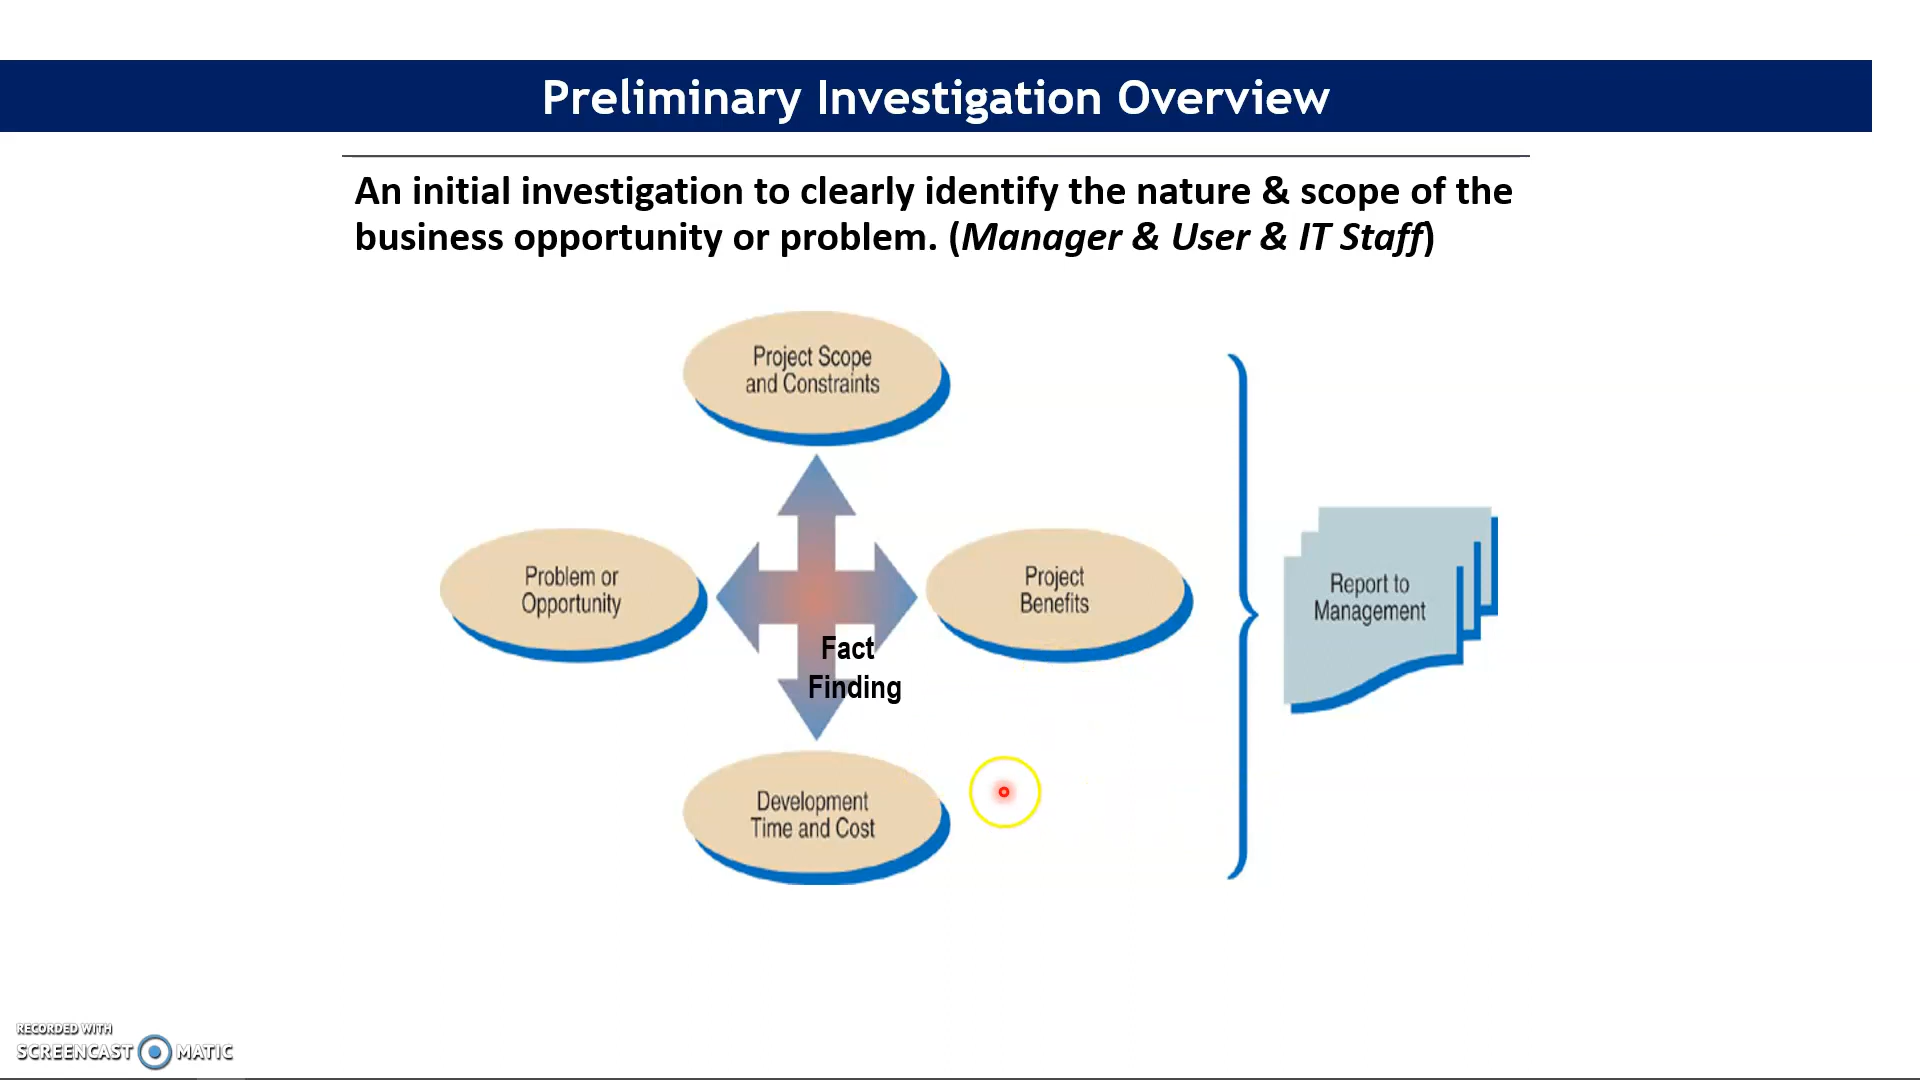 Preliminary Investigation Overview
An initial investigation to clearly identify the nature & scope of the
business opportunity or problem. (Manager & User & IT Staff)
Project Scope
and Constraints
Problem or
Opportunity
Project
Benefits
Fact
Finding
Development
Time and Cost
Report to
Management
RECORDED WITH
SCREENCAST MATIC